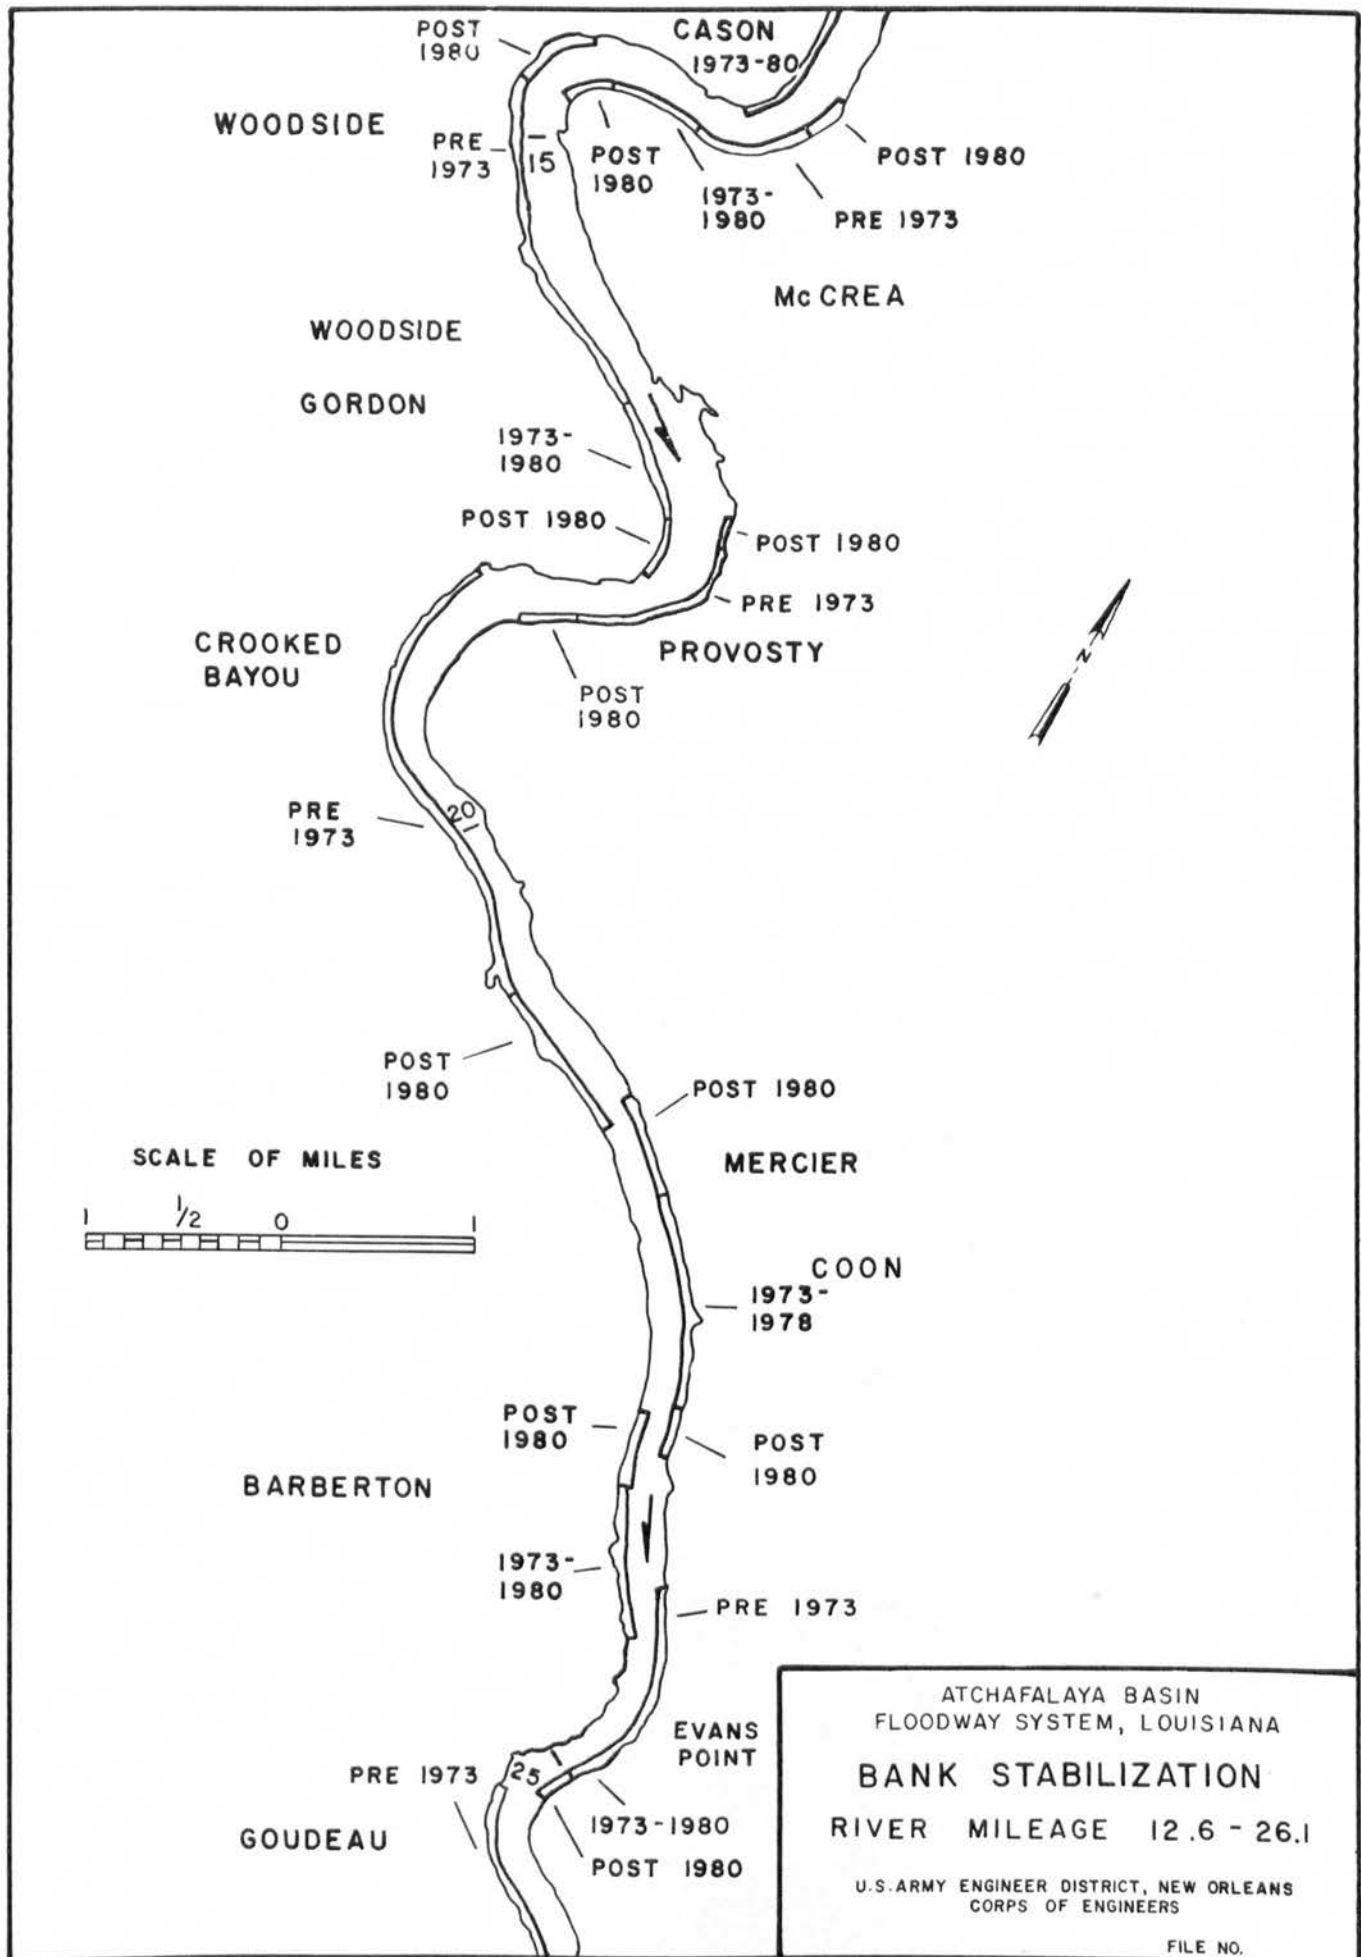 POST
1980
CASON
1973-80
WOODSIDE
PRE
1973
15
POST
1980
1973-
1980
POST 1980
PRE 1973
McCREA
WOODSIDE
GORDON
1973-
1980
POST 1980
POST 1980
PRE 1973
CROOKED
BAYOU
PROVOSTY
POST
1980
N
PRE
1973
20
POST
1980
POST 1980
MERCIER
SCALE OF MILES
1 1/2 0 1
COON
1973-
1978
POST
1980
POST
1980
BARBERTON
1973-
1980
PRE 1973
EVANS
POINT
PRE 1973
25
1973-1980
GOUDEAU
POST 1980
ATCHAFALAYA BASIN
FLOODWAY SYSTEM, LOUISIANA
BANK STABILIZATION
RIVER MILEAGE 12.6 - 26.1
U.S. ARMY ENGINEER DISTRICT, NEW ORLEANS
CORPS OF ENGINEERS
FILE NO.